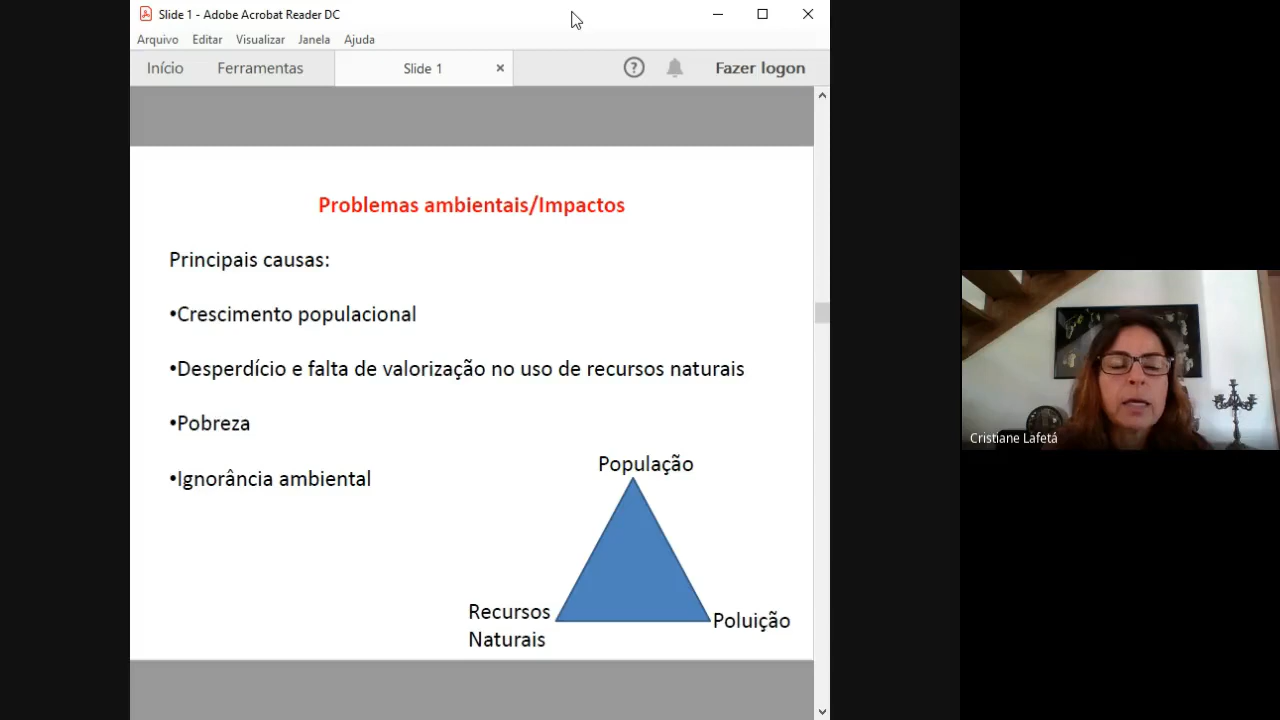 Slide 1 - Adobe Acrobat Reader DC
Arquivo Editar Visualizar Janela Ajuda
Início Ferramentas Slide 1 × ? Fazer logon
Problemas ambientais/Impactos
Principais causas:
•Crescimento populacional
•Desperdício e falta de valorização no uso de recursos naturais
•Pobreza
•Ignorância ambiental
População
Recursos
Naturais
Poluição
Cristiane Lafetá